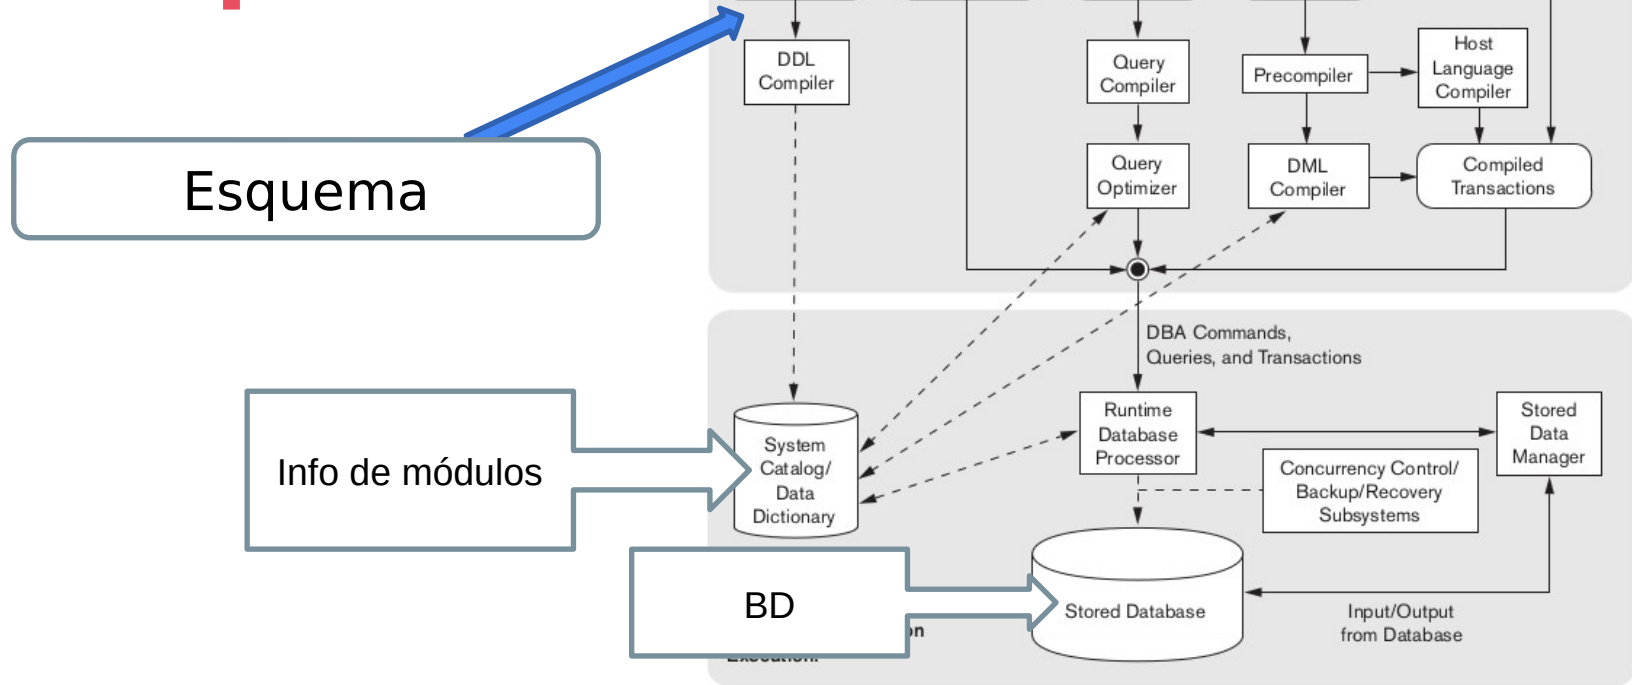 DDL
Compiler
Query
Compiler
Precompiler
Host
Language
Compiler
Esquema
Query
Optimizer
DML
Compiler
Compiled
Transactions
DBA Commands,
Queries, and Transactions
Info de módulos
System
Catalog/
Data
Dictionary
Runtime
Database
Processor
Stored
Data
Manager
Concurrency Control/
Backup/Recovery
Subsystems
BD
Stored Database
Input/Output
from Database